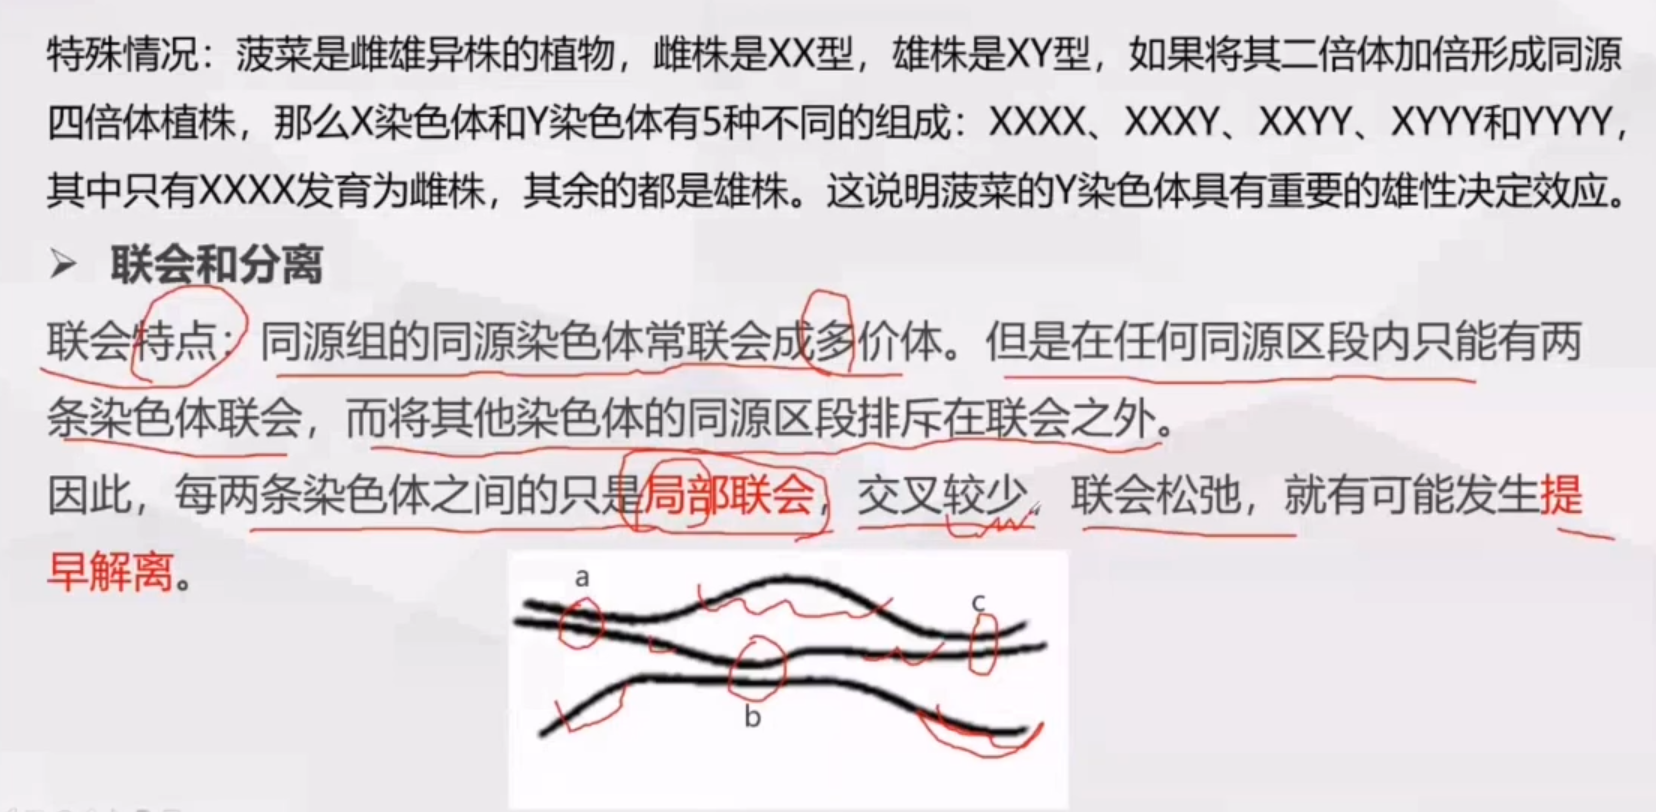 特殊情况：菠菜是雌雄异株的植物，雌株是XX型，雄株是XY型，如果将其二倍体加倍形成同源
四倍体植株，那么X染色体和Y染色体有5种不同的组成：XXXX、XXXY、XXYY、XYYY和YYYY，
其中只有XXXX发育为雌株，其余的都是雄株。这说明菠菜的Y染色体具有重要的雄性决定效应。
➢ 联会和分离
联会特点：同源组的同源染色体常联会成多价体。但是在任何同源区段内只能有两
条染色体联会，而将其他染色体的同源区段排斥在联会之外。
因此，每两条染色体之间的只是局部联会，交叉较少，联会松弛，就有可能发生提
早解离。
a
c
b